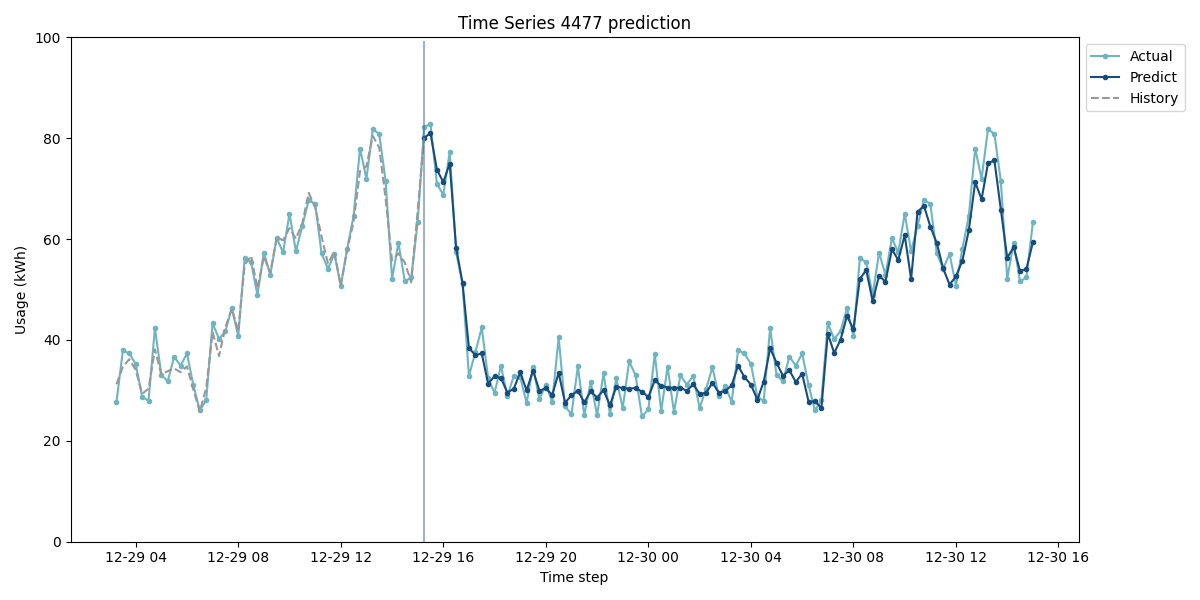 Time Series 4477 prediction
100
80
60
40
20
0
Usage (kWh)
12-29 04
12-29 08
12-29 12
12-29 16
12-29 20
12-30 00
12-30 04
12-30 08
12-30 12
12-30 16
Time step
Actual
Predict
History